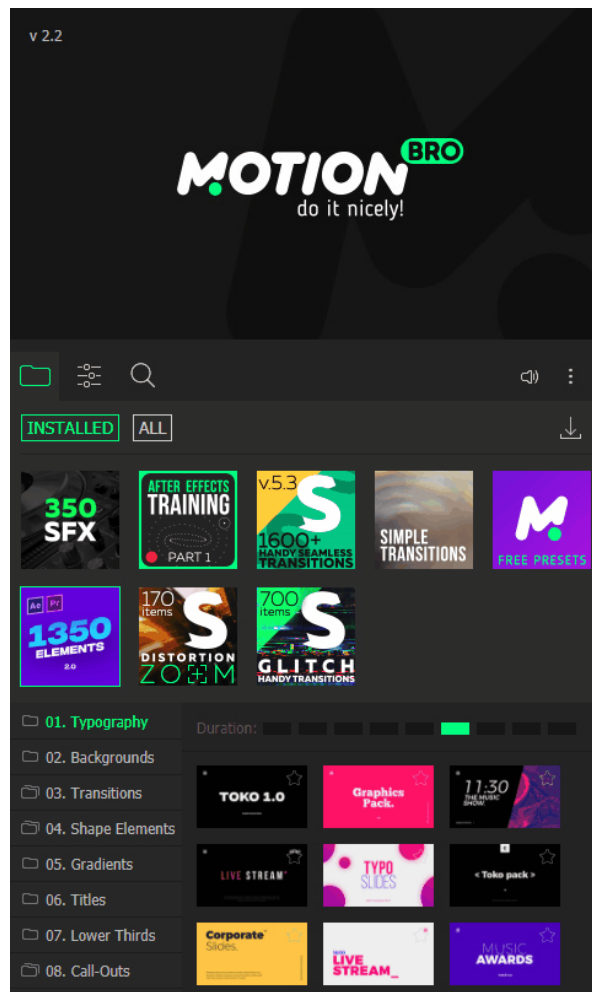 v 2.2
MOTION BRO
do it nicely!
INSTALLED ALL
350
SFX
AFTER EFFECTS
TRAINING
PART 1
v.5.3
S
1600+
HANDY SEAMLESS
TRANSITIONS
SIMPLE
TRANSITIONS
M
FREE PRESETS
Ae Pr
1350
ELEMENTS
2.0
170
items
S
DISTORTION
ZOOM
700
items
S
GLITCH
HANDY TRANSITIONS
01. Typography
02. Backgrounds
03. Transitions
04. Shape Elements
05. Gradients
06. Titles
07. Lower Thirds
08. Call-Outs
Duration:
TOKO 1.0
Graphics
Pack.
11:30
THE MUSIC
SHOW.
LIVE STREAM
TYPO
SLIDES
< Toko pack >
Corporate
Slides.
LIVE
STREAM_
MUSIC
AWARDS